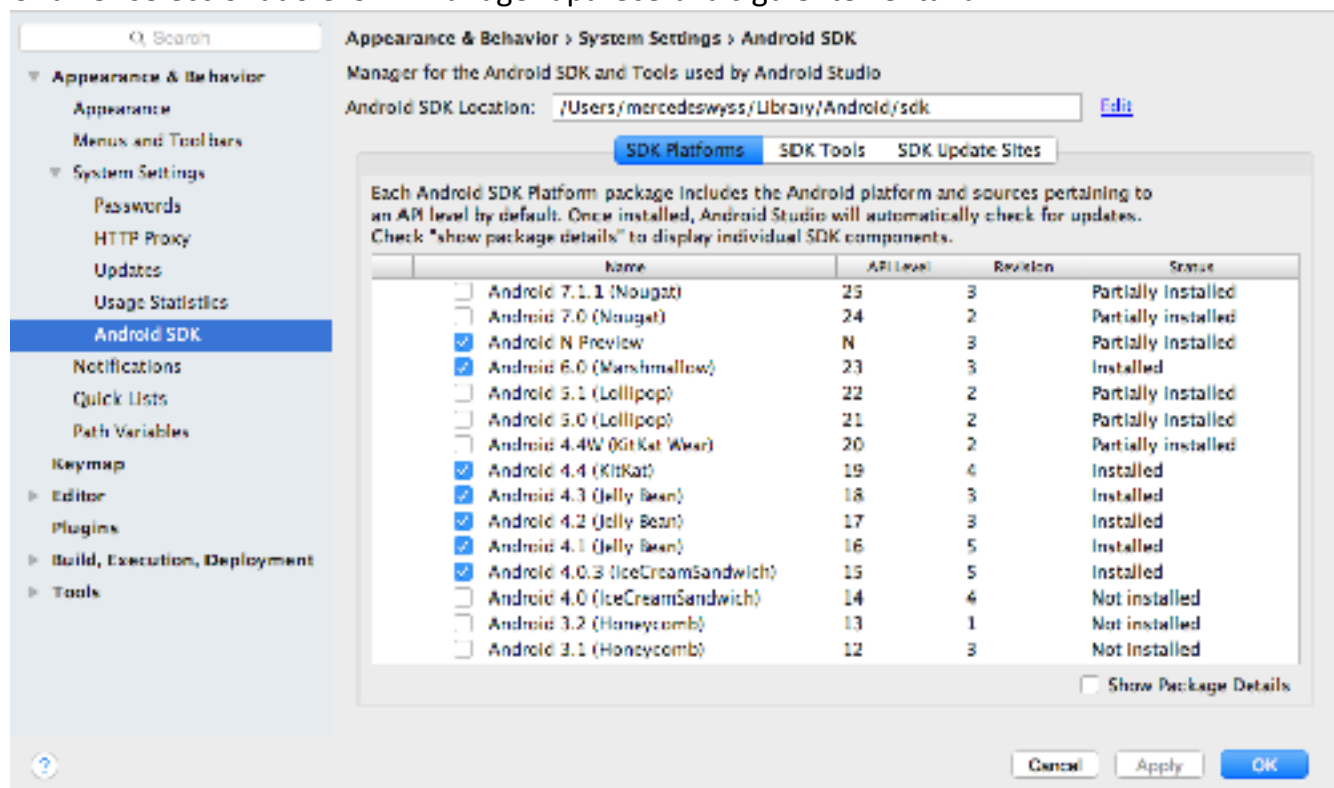 Search
Appearance & Behavior
Appearance
Menus and Toolbars
System Settings
Passwords
HTTP Proxy
Updates
Usage Statistics
Android SDK
Notifications
Quick Lists
Path Variables
Keymap
Editor
Plugins
Build, Execution, Deployment
Tools
Appearance & Behavior › System Settings › Android SDK
Manager for the Android SDK and Tools used by Android Studio
Android SDK Location: /Users/mercedeswyss/Library/Android/sdk Edit
SDK Platforms SDK Tools SDK Update Sites
Each Android SDK Platform package includes the Android platform and sources pertaining to
an API level by default. Once installed, Android Studio will automatically check for updates.
Check "show package details" to display individual SDK components.
Name API Level Revision Status
Android 7.1.1 (Nougat) 25 3 Partially installed
Android 7.0 (Nougat) 24 2 Partially installed
Android N Preview N 3 Partially installed
Android 6.0 (Marshmallow) 23 3 Installed
Android 5.1 (Lollipop) 22 2 Partially installed
Android 5.0 (Lollipop) 21 2 Partially installed
Android 4.4W (KitKat Wear) 20 2 Partially installed
Android 4.4 (KitKat) 19 4 Installed
Android 4.3 (Jelly Bean) 18 3 Installed
Android 4.2 (Jelly Bean) 17 3 Installed
Android 4.1 (Jelly Bean) 16 5 Installed
Android 4.0.3 (IceCreamSandwich) 15 5 Installed
Android 4.0 (IceCreamSandwich) 14 4 Not installed
Android 3.2 (Honeycomb) 13 1 Not installed
Android 3.1 (Honeycomb) 12 3 Not installed
Show Package Details
? Cancel Apply OK